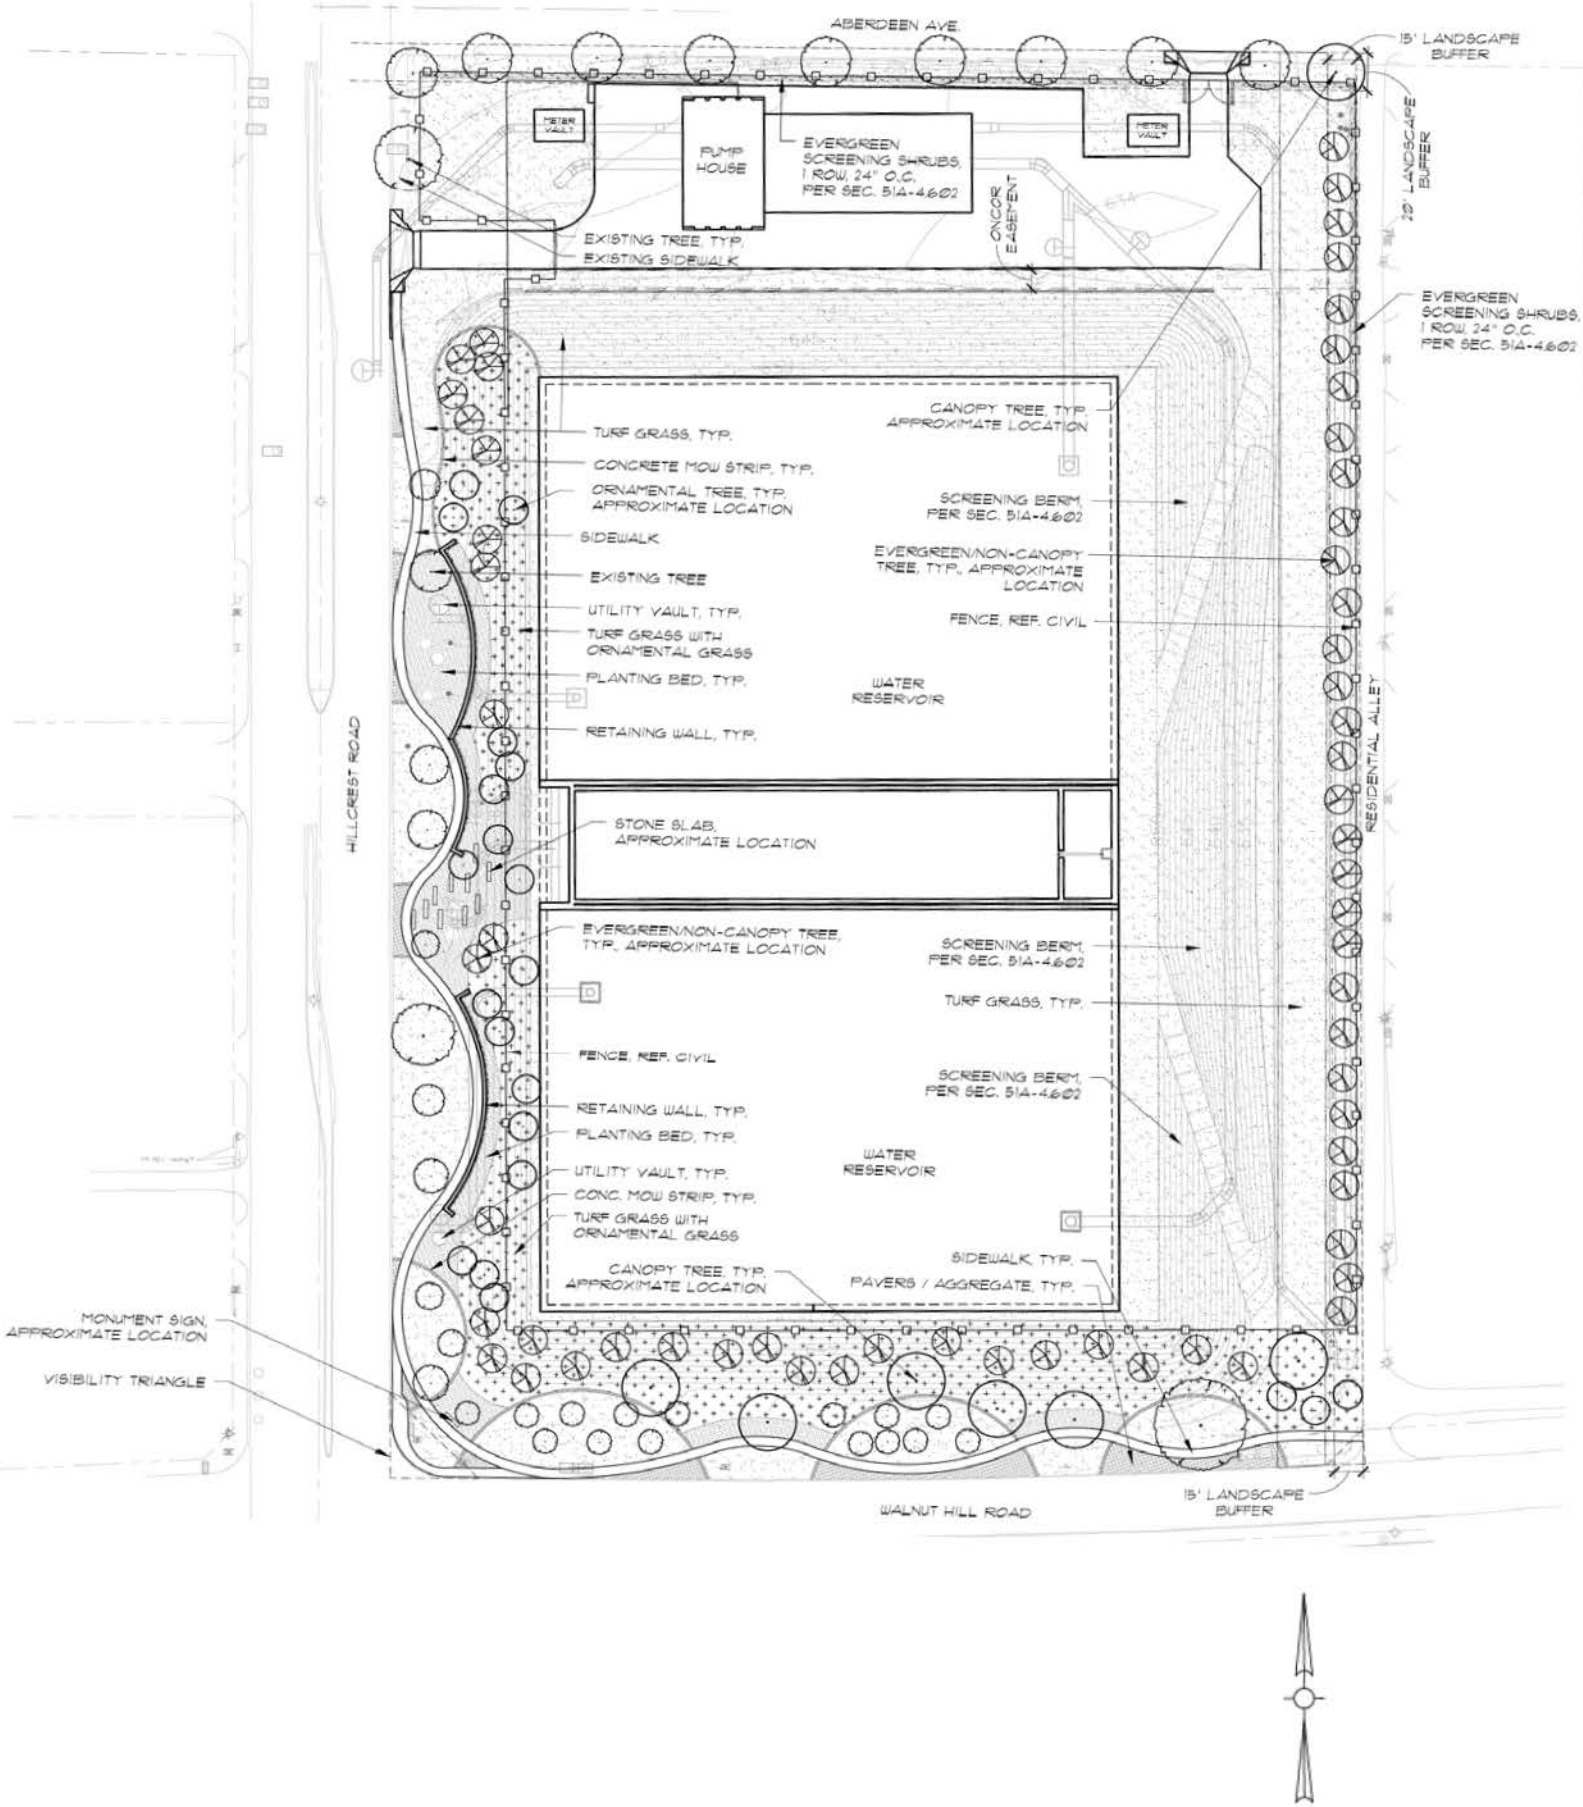 ABERDEEN AVE.
15' LANDSCAPE
BUFFER
20' LANDSCAPE
BUFFER
METER
VAULT
PUMP
HOUSE
EVERGREEN
SCREENING SHRUBS,
1 ROW, 24" O.C.
PER SEC. 51A-4.602
METER
VAULT
ONCOR
EASEMENT
EXISTING TREE, TYP.
EXISTING SIDEWALK
EVERGREEN
SCREENING SHRUBS,
1 ROW, 24" O.C.
PER SEC. 51A-4.602
CANOPY TREE, TYP.
APPROXIMATE LOCATION
TURF GRASS, TYP.
CONCRETE MOW STRIP, TYP.
ORNAMENTAL TREE, TYP.
APPROXIMATE LOCATION
SCREENING BERM,
PER SEC. 51A-4.602
SIDEWALK
EVERGREEN/NON-CANOPY
TREE, TYP., APPROXIMATE
LOCATION
EXISTING TREE
UTILITY VAULT, TYP.
FENCE, REF. CIVIL
TURF GRASS WITH
ORNAMENTAL GRASS
PLANTING BED, TYP.
WATER
RESERVOIR
RETAINING WALL, TYP.
HILLCREST ROAD
RESIDENTIAL ALLEY
STONE SLAB,
APPROXIMATE LOCATION
EVERGREEN/NON-CANOPY TREE,
TYP., APPROXIMATE LOCATION
SCREENING BERM,
PER SEC. 51A-4.602
TURF GRASS, TYP.
FENCE, REF. CIVIL
SCREENING BERM,
PER SEC. 51A-4.602
RETAINING WALL, TYP.
PLANTING BED, TYP.
WATER
RESERVOIR
UTILITY VAULT, TYP.
CONC. MOW STRIP, TYP.
TURF GRASS WITH
ORNAMENTAL GRASS
SIDEWALK, TYP.
CANOPY TREE, TYP.
APPROXIMATE LOCATION
PAVERS / AGGREGATE, TYP.
MONUMENT SIGN,
APPROXIMATE LOCATION
VISIBILITY TRIANGLE
15' LANDSCAPE
BUFFER
WALNUT HILL ROAD